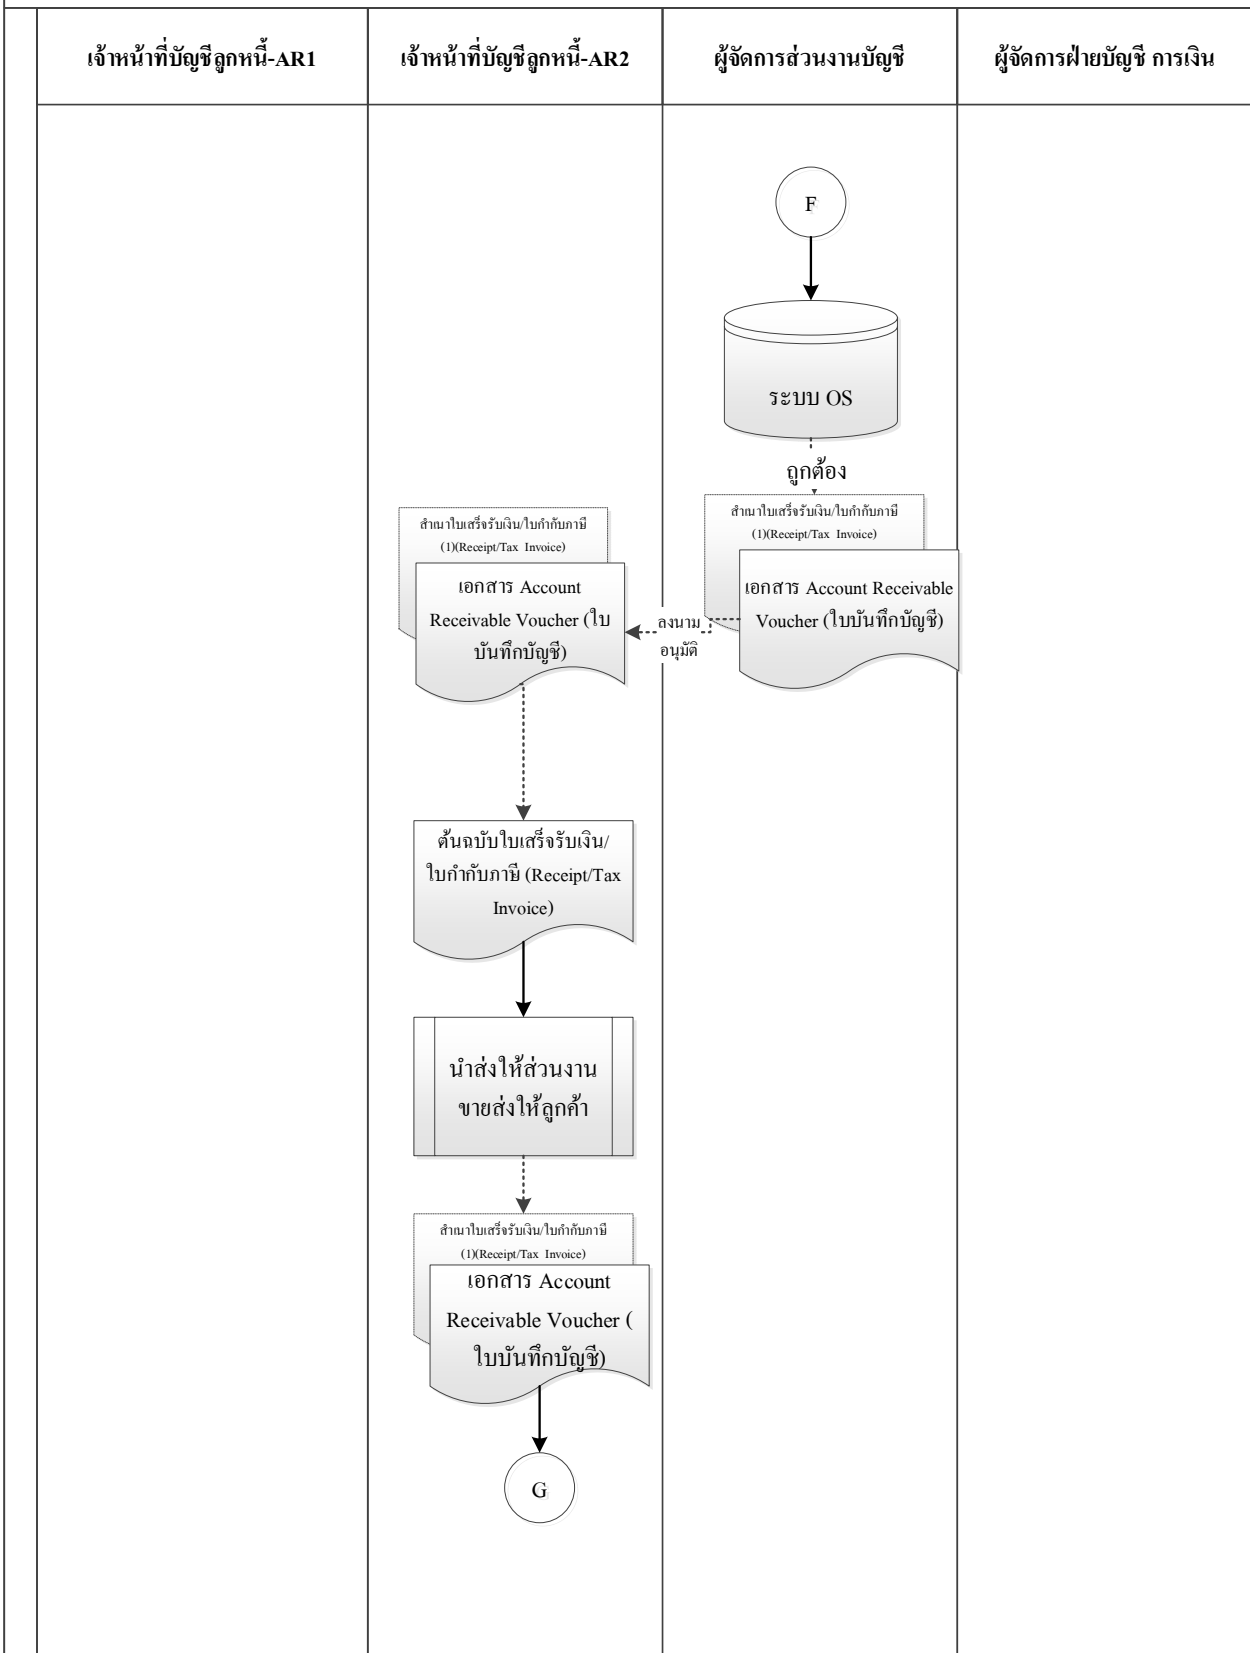 เจ้าหน้าที่บัญชีลูกหนี้-AR1
เจ้าหน้าที่บัญชีลูกหนี้-AR2
ผู้จัดการส่วนงานบัญชี
ผู้จัดการฝ่ายบัญชี การเงิน
F
ระบบ OS
ถูกต้อง
สำเนาใบเสร็จรับเงิน/ใบกำกับภาษี
(1)(Receipt/Tax Invoice)
เอกสาร Account Receivable
Voucher (ใบบันทึกบัญชี)
ลงนาม
อนุมัติ
สำเนาใบเสร็จรับเงิน/ใบกำกับภาษี
(1)(Receipt/Tax Invoice)
เอกสาร Account
Receivable Voucher (ใบ
บันทึกบัญชี)
ต้นฉบับใบเสร็จรับเงิน/
ใบกำกับภาษี (Receipt/Tax
Invoice)
นำส่งให้ส่วนงาน
ขายส่งให้ลูกค้า
สำเนาใบเสร็จรับเงิน/ใบกำกับภาษี
(1)(Receipt/Tax Invoice)
เอกสาร Account
Receivable Voucher (
ใบบันทึกบัญชี)
G